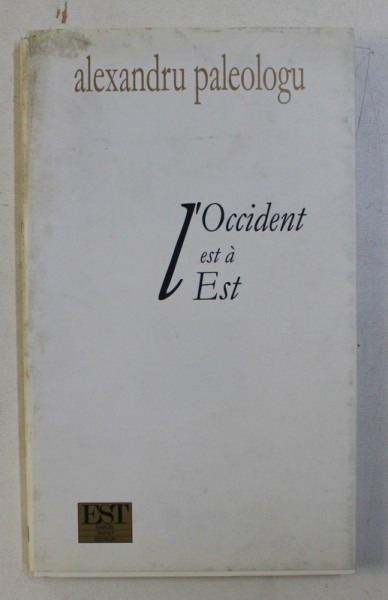 alexandru paleologu
l'Occident
est à
Est
EST